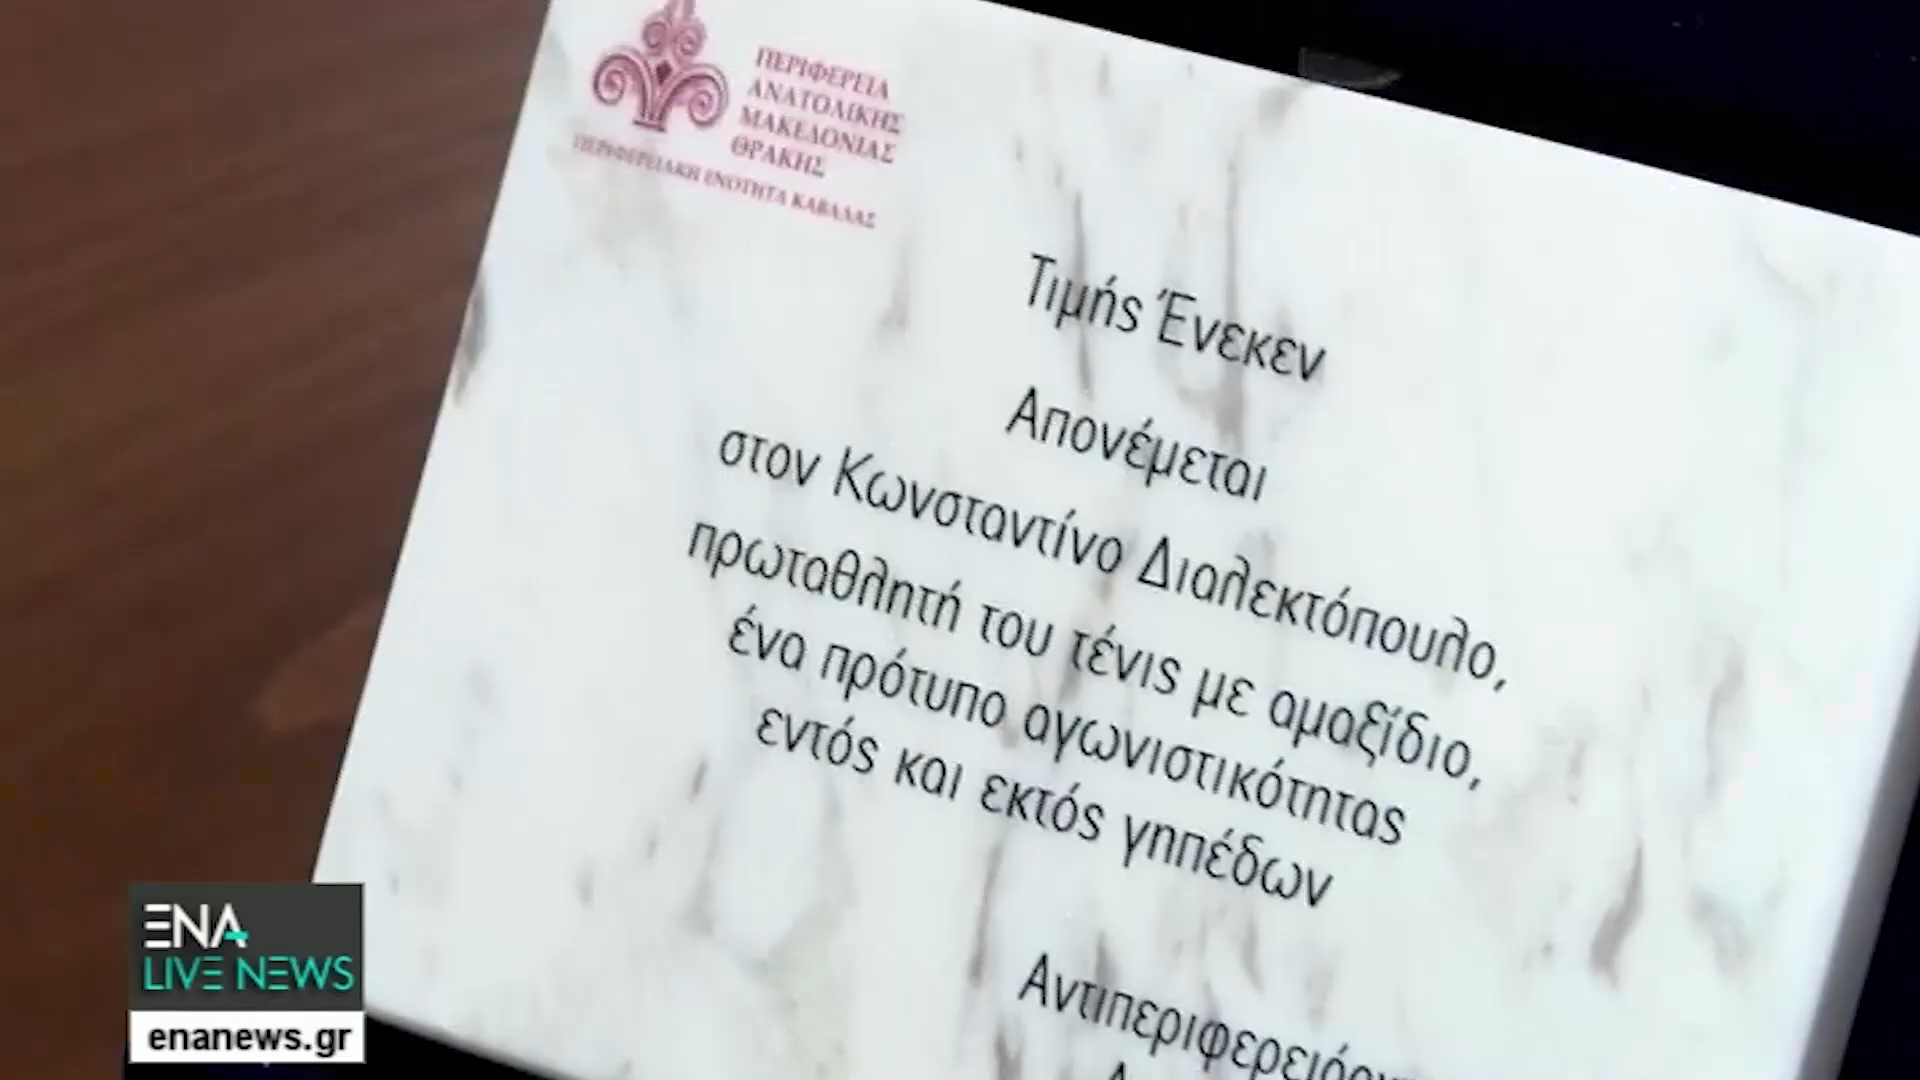 ΠΕΡΙΦΕΡΕΙΑ
ΑΝΑΤΟΛΙΚΗΣ
ΜΑΚΕΔΟΝΙΑΣ
ΘΡΑΚΗΣ
ΠΕΡΙΦΕΡΕΙΑΚΗ ΕΝΟΤΗΤΑ ΚΑΒΑΛΑΣ
Τιμής Ένεκεν
Απονέμεται
στον Κωνσταντίνο Διαλεκτόπουλο,
πρωταθλητή του τένις με αμαξίδιο,
ένα πρότυπο αγωνιστικότητας
εντός και εκτός γηπέδων
ENA
LIVE NEWS
enanews.gr